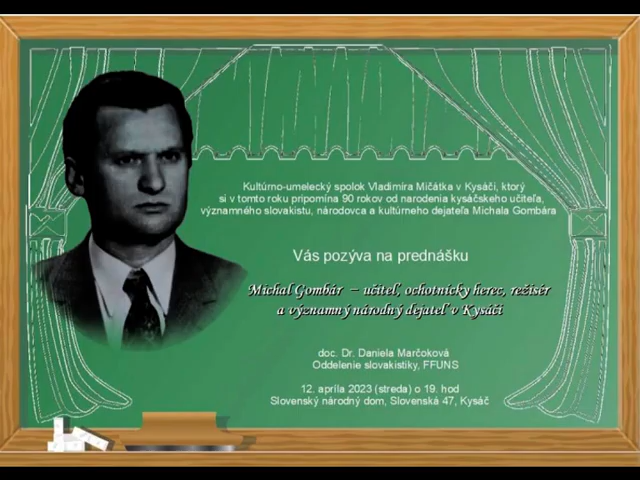 Kultúrno-umelecký spolok Vladimíra Mičátka v Kysáči, ktorý
si v tomto roku pripomína 90 rokov od narodenia kysáčskeho učiteľa,
významného slovakistu, národovca a kultúrneho dejateľa Michala Gombára
Vás pozýva na prednášku
Michal Gombár – učiteľ, ochotnícky herec, režisér
a významný národný dejateľ v Kysáči
doc. Dr. Daniela Marčoková
Oddelenie slovakistiky, FFUNS
12. apríla 2023 (streda) o 19. hod
Slovenský národný dom, Slovenská 47, Kysáč